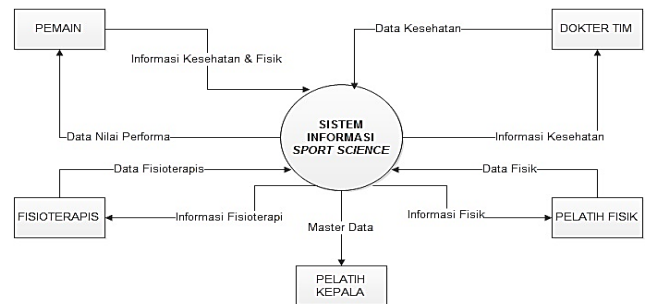 PEMAIN
Data Kesehatan
DOKTER TIM
Informasi Kesehatan & Fisik
SISTEM
INFORMASI
SPORT SCIENCE
Data Nilai Performa
Informasi Kesehatan
Data Fisioterapis
Data Fisik
FISIOTERAPIS
Informasi Fisioterapi
Informasi Fisik
PELATIH FISIK
Master Data
PELATIH
KEPALA